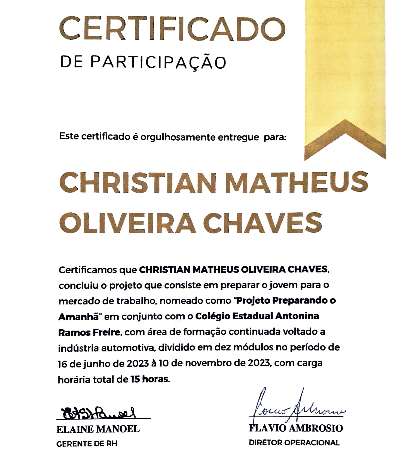 CERTIFICADO
DE PARTICIPAÇÃO
Este certificado é orgulhosamente entregue para:
CHRISTIAN MATHEUS
OLIVEIRA CHAVES
Certificamos que CHRISTIAN MATHEUS OLIVEIRA CHAVES,
concluiu o projeto que consiste em preparar o jovem para o
mercado de trabalho, nomeado como "Projeto Preparando o
Amanhã" em conjunto com o Colégio Estadual Antonina
Ramos Freire, com área de formação continuada voltado a
indústria automotiva, dividido em dez módulos no período de
16 de junho de 2023 à 10 de novembro de 2023, com carga
horária total de 15 horas.
ELAINE MANOEL
GERENTE DE RH
FLAVIO AMBROSIO
DIRETOR OPERACIONAL